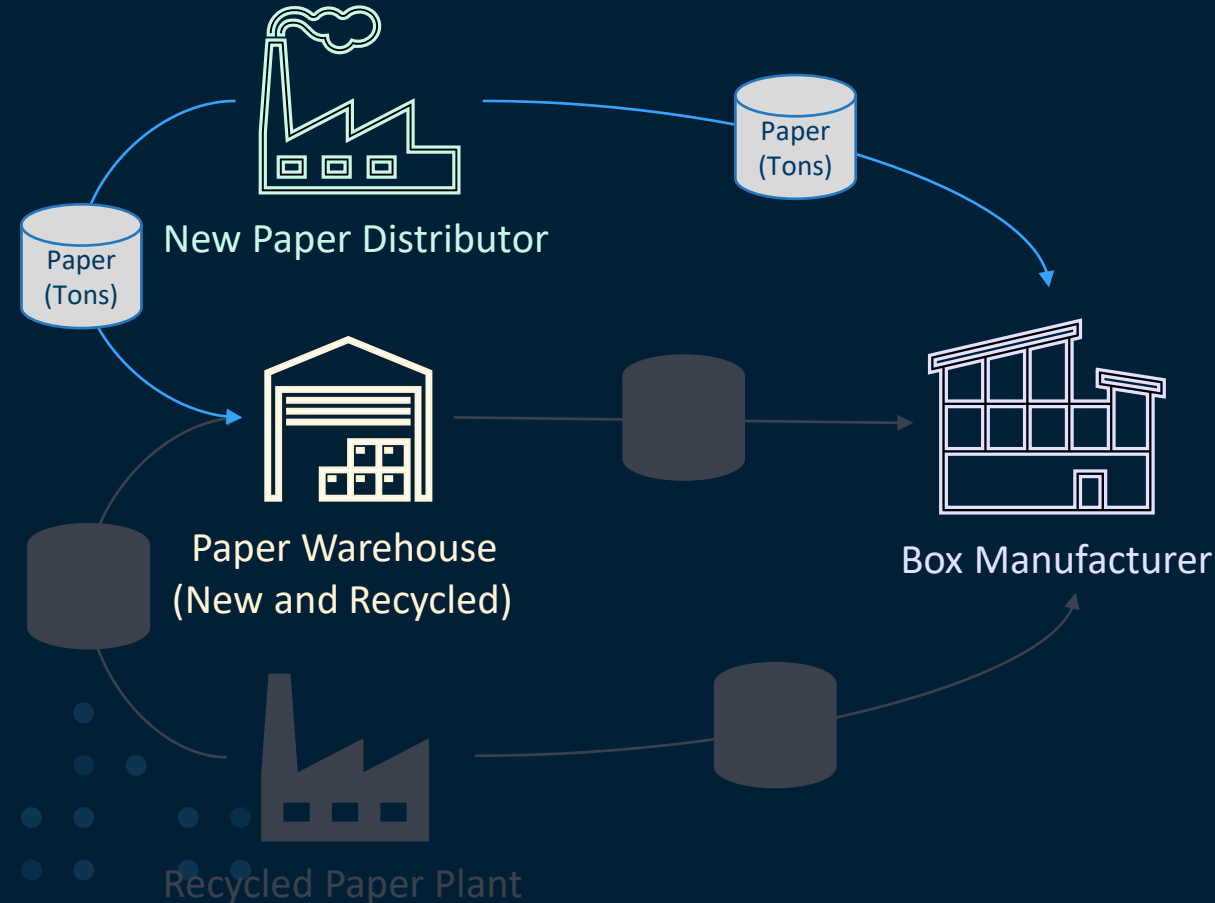 Paper
(Tons)
New Paper Distributor
Paper
(Tons)
Paper Warehouse
(New and Recycled)
Box Manufacturer
Recycled Paper Plant